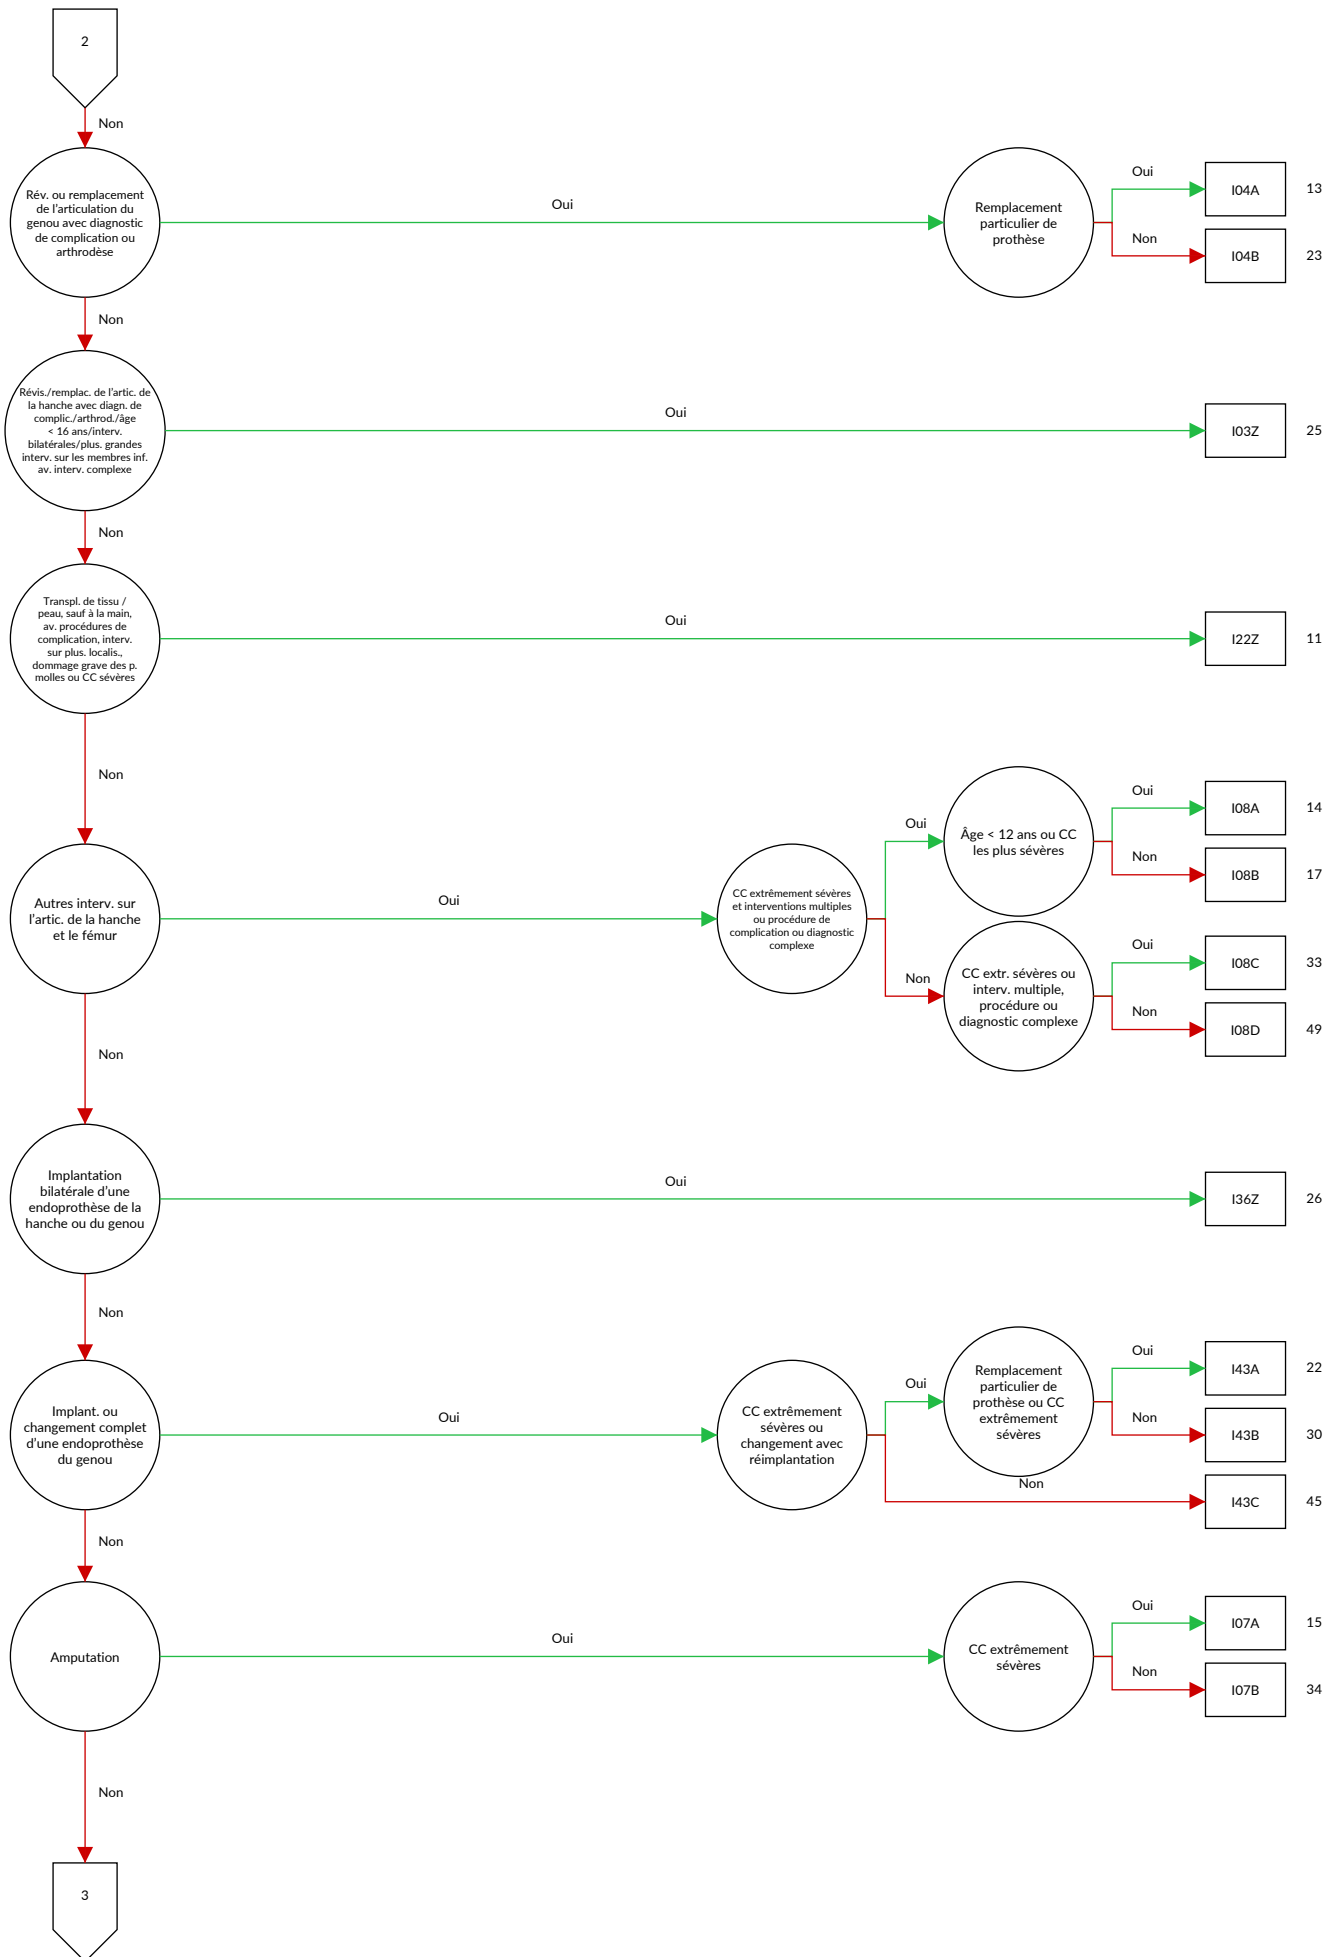 2
Non
Rév. ou remplacement
de l'articulation du
genou avec diagnostic
de complication ou
arthrodèse
Oui
Remplacement
particulier de
prothèse
Oui
I04A
13
Non
I04B
23
Non
Révis./remplac. de l'artic. de
la hanche avec diagn. de
complic./arthrod./âge
< 16 ans/interv.
bilatérales/plus. grandes
interv. sur les membres inf.
av. interv. complexe
Oui
I03Z
25
Non
Transpl. de tissu /
peau, sauf à la main,
av. procédures de
complication, interv.
sur plus. localis.,
dommage grave des p.
molles ou CC sévères
Oui
I22Z
11
Non
Autres interv. sur
l'artic. de la hanche
et le fémur
Oui
CC extrêmement sévères
et interventions multiples
ou procédure de
complication ou diagnostic
complexe
Oui
Âge < 12 ans ou CC
les plus sévères
Oui
I08A
14
Non
I08B
17
Non
CC extr. sévères ou
interv. multiple,
procédure ou
diagnostic complexe
Oui
I08C
33
Non
I08D
49
Non
Implantation
bilatérale d'une
endoprothèse de la
hanche ou du genou
Oui
I36Z
26
Non
Implant. ou
changement complet
d'une endoprothèse
du genou
Oui
CC extrêmement
sévères ou
changement avec
réimplantation
Oui
Remplacement
particulier de
prothèse ou CC
extrêmement
sévères
Oui
I43A
22
Non
I43B
30
Non
I43C
45
Non
Amputation
Oui
CC extrêmement
sévères
Oui
I07A
15
Non
I07B
34
Non
3